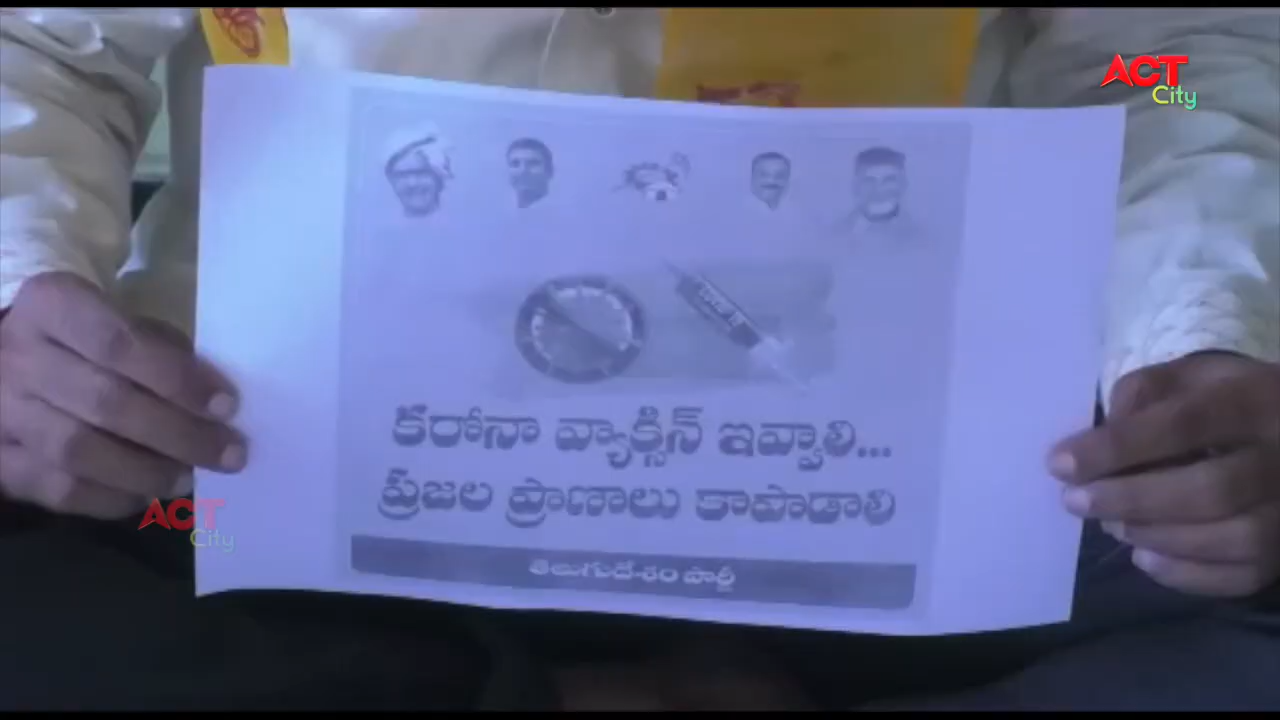 ACT
City
కరోనా వ్యాక్సిన్ ఇవ్వాలి...
ప్రజల ప్రాణాలు కాపాడాలి
ACT
City
తెలుగుదేశం పార్టీ